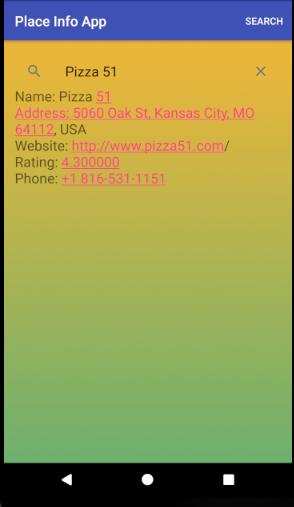 Place Info App SEARCH
Pizza 51
Name: Pizza 51
Address: 5060 Oak St, Kansas City, MO
64112, USA
Website: http://www.pizza51.com/
Rating: 4.300000
Phone: +1 816-531-1151